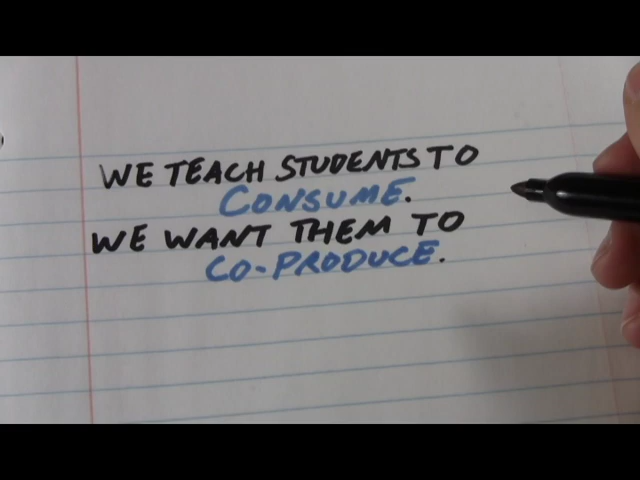 WE TEACH STUDENTS TO
CONSUME.
WE WANT THEM TO
CO-PRODUCE.